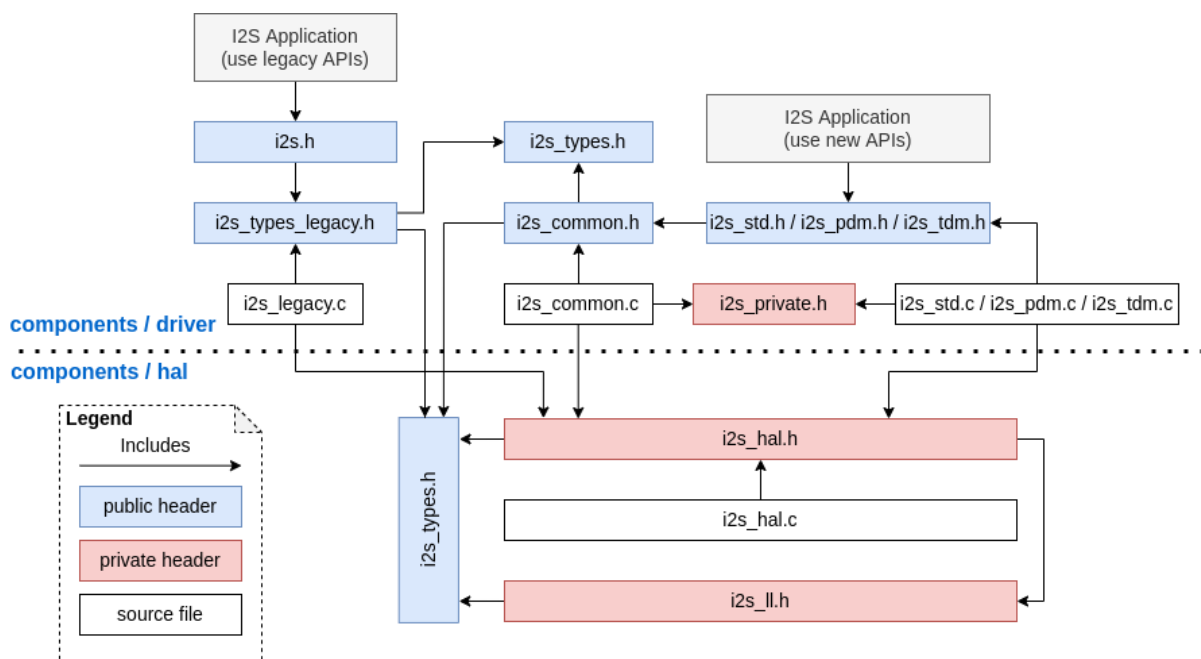 I2S Application
(use legacy APIs)
I2S Application
(use new APIs)
i2s.h
i2s_types.h
i2s_types_legacy.h
i2s_common.h
i2s_std.h / i2s_pdm.h / i2s_tdm.h
i2s_legacy.c
i2s_common.c
i2s_private.h
i2s_std.c / i2s_pdm.c / i2s_tdm.c
components / driver
components / hal
Legend
Includes
public header
private header
source file
i2s_types.h
i2s_hal.h
i2s_hal.c
i2s_ll.h